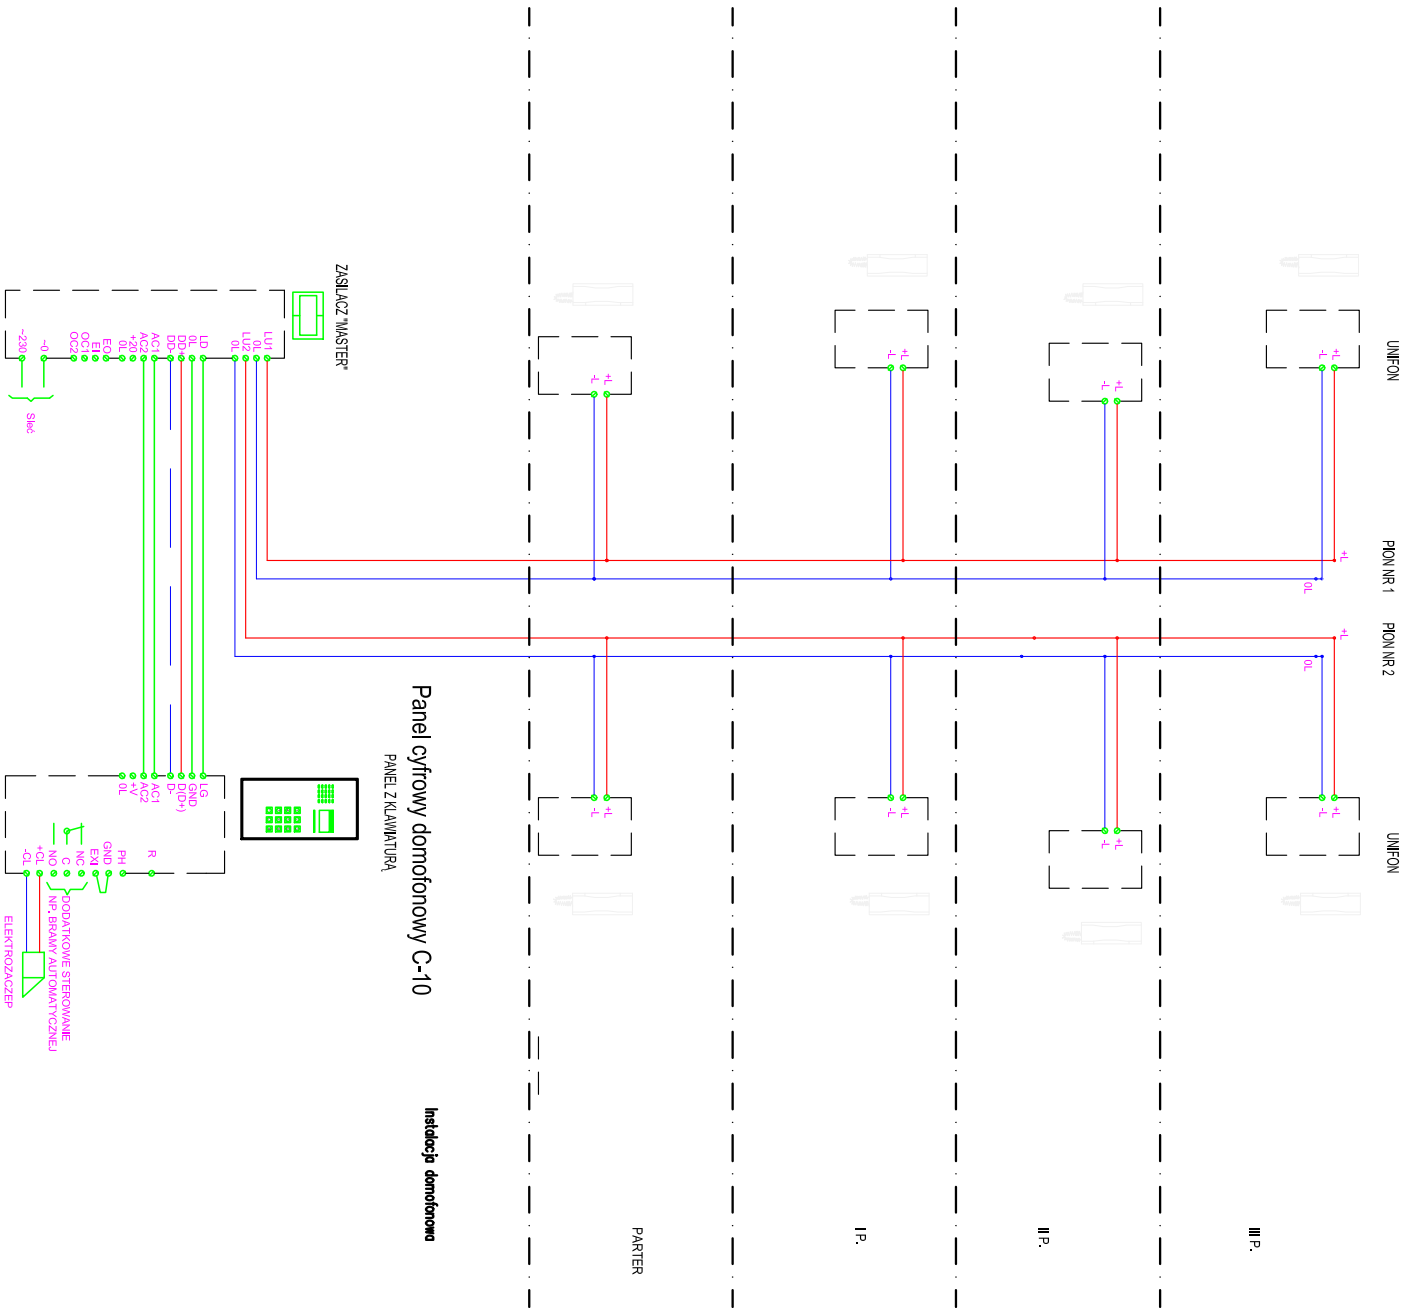 UNIFON
PION NR 1
PION NR 2
UNIFON
+L
-L
+L
0L
+L
0L
+L
-L
III P.
+L
-L
+L
-L
II P.
+L
-L
+L
-L
I P.
+L
-L
+L
-L
PARTER
Instalacja domofonowa
Panel cyfrowy domofonowy C-10
PANEL Z KLAWIATURĄ
ZASILACZ "MASTER"
LU1
0L
LU2
0L
LD
0L
DD+
DD-
AC1
AC2
+20
0L
EO
EI
OC1
OC2
~0
~230
Sieć
LG
GND
D(D+)
D-
AC1
AC2
+V
0L
R
PH
GND
EXI
NC
C
NO
+CL
-CL
DODATKOWE STEROWANIE
NP. BRAMY AUTOMATYCZNEJ
ELEKTROZACZEP